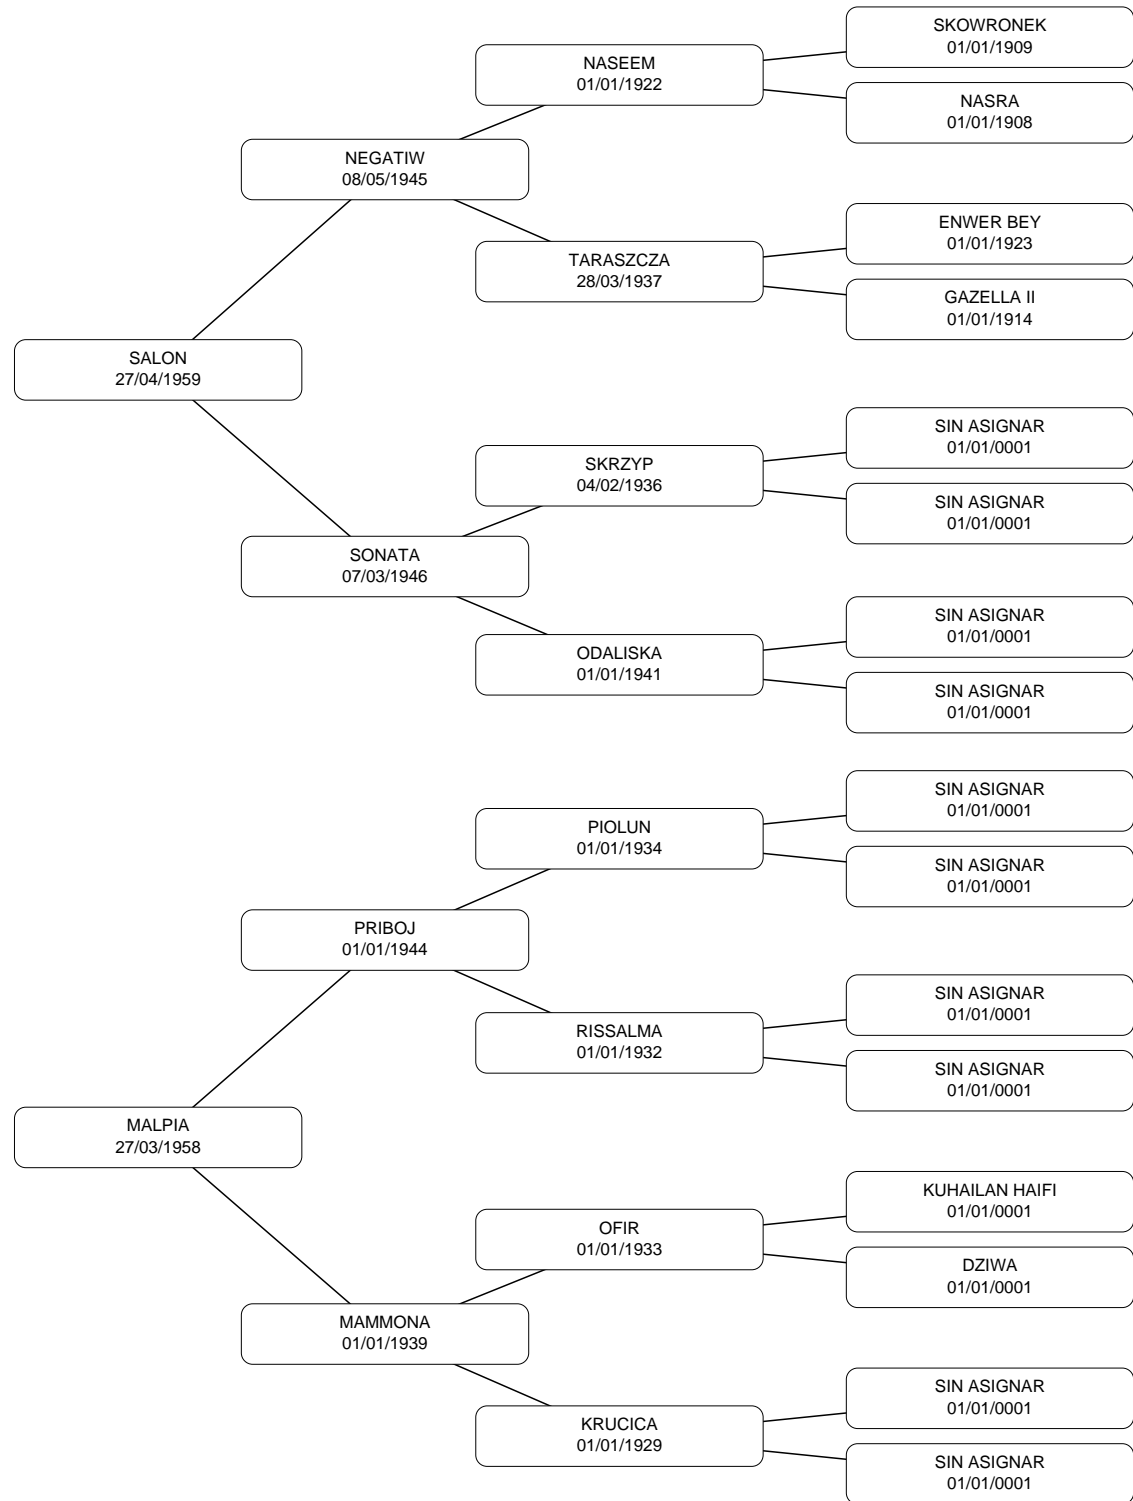 SKOWRONEK
01/01/1909
NASEEM
01/01/1922
NASRA
01/01/1908
NEGATIW
08/05/1945
ENWER BEY
01/01/1923
TARASZCZA
28/03/1937
GAZELLA II
01/01/1914
SALON
27/04/1959
SIN ASIGNAR
01/01/0001
SKRZYP
04/02/1936
SIN ASIGNAR
01/01/0001
SONATA
07/03/1946
SIN ASIGNAR
01/01/0001
ODALISKA
01/01/1941
SIN ASIGNAR
01/01/0001
SIN ASIGNAR
01/01/0001
PIOLUN
01/01/1934
SIN ASIGNAR
01/01/0001
PRIBOJ
01/01/1944
SIN ASIGNAR
01/01/0001
RISSALMA
01/01/1932
SIN ASIGNAR
01/01/0001
MALPIA
27/03/1958
KUHAILAN HAIFI
01/01/0001
OFIR
01/01/1933
DZIWA
01/01/0001
MAMMONA
01/01/1939
SIN ASIGNAR
01/01/0001
KRUCICA
01/01/1929
SIN ASIGNAR
01/01/0001